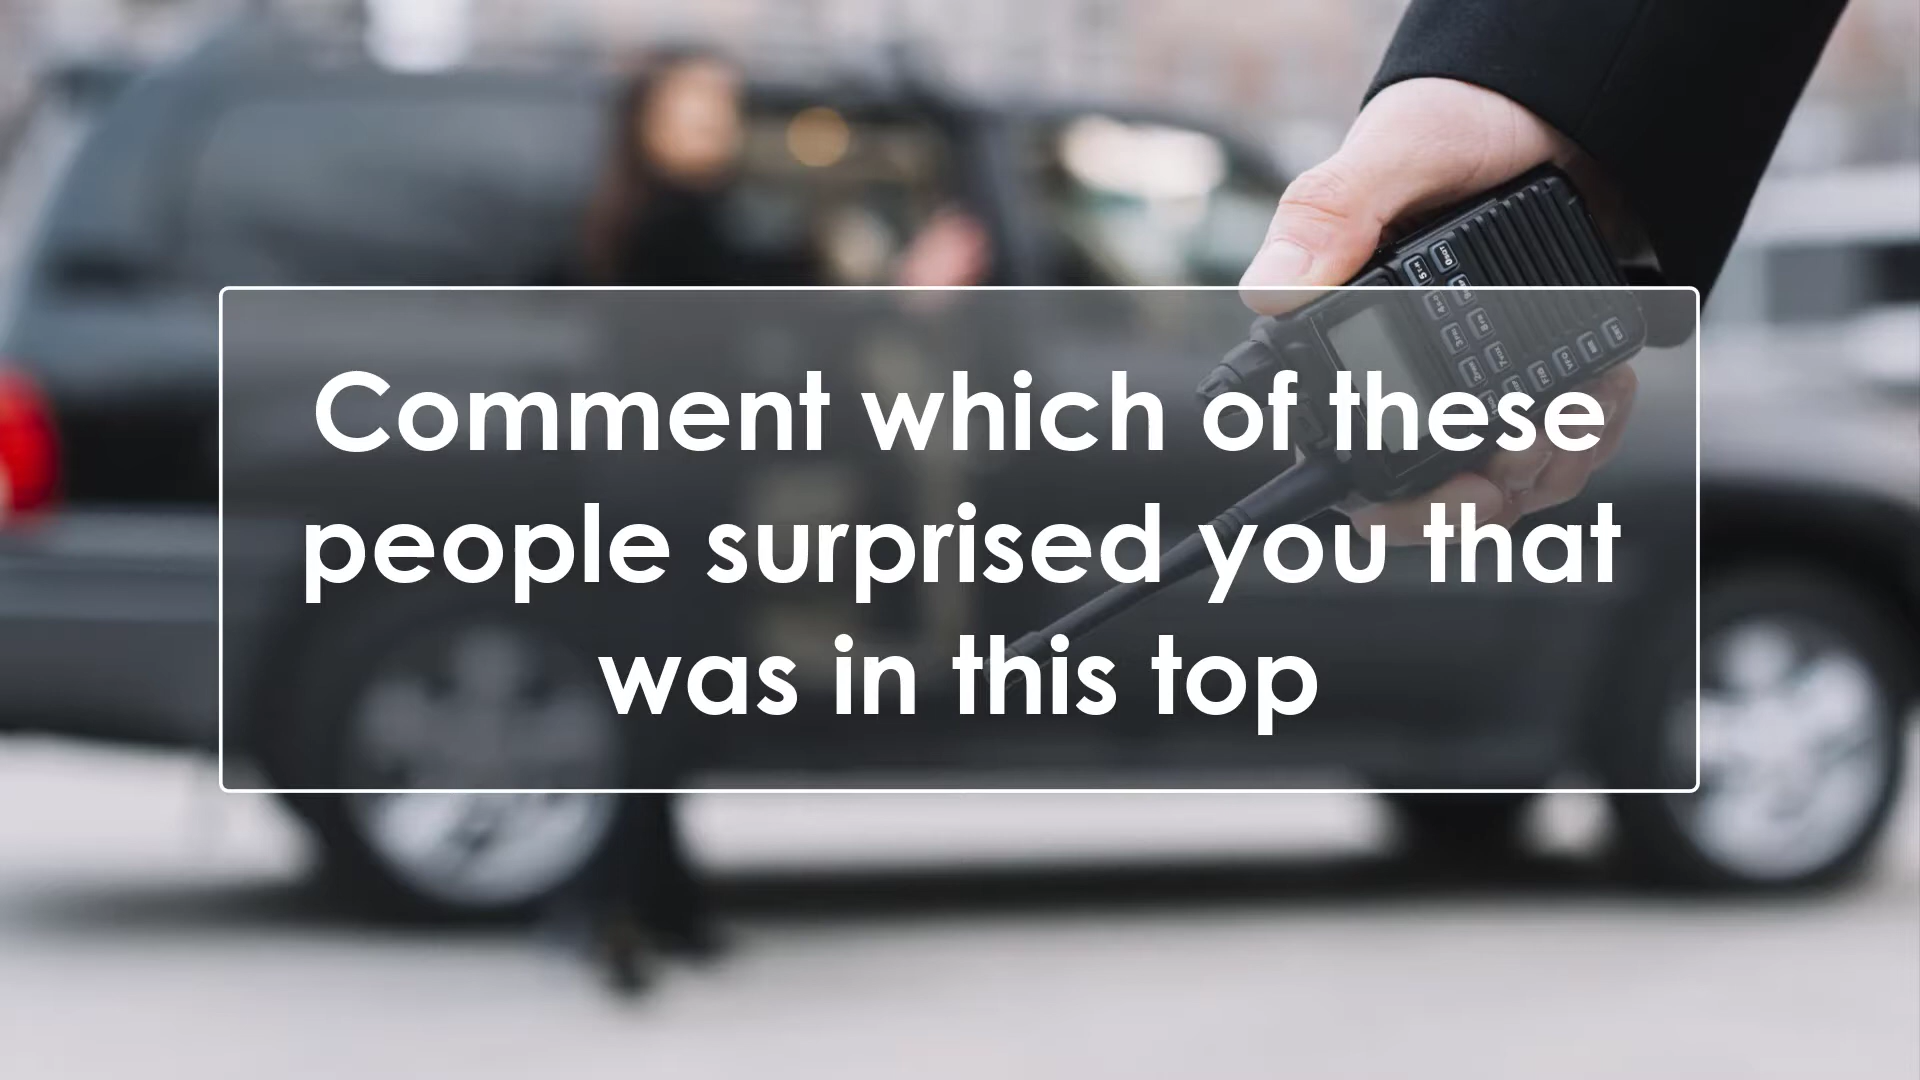 Comment which of these
people surprised you that
was in this top